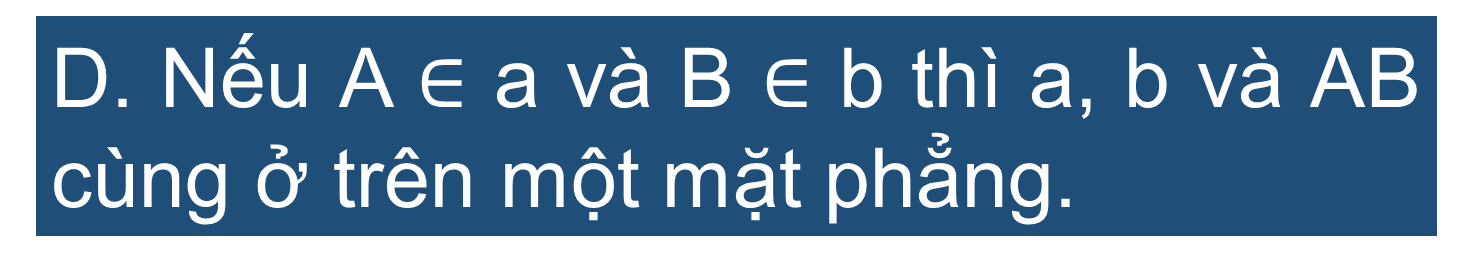 D. Nếu A ∈ a và B ∈ b thì a, b và AB
cùng ở trên một mặt phẳng.